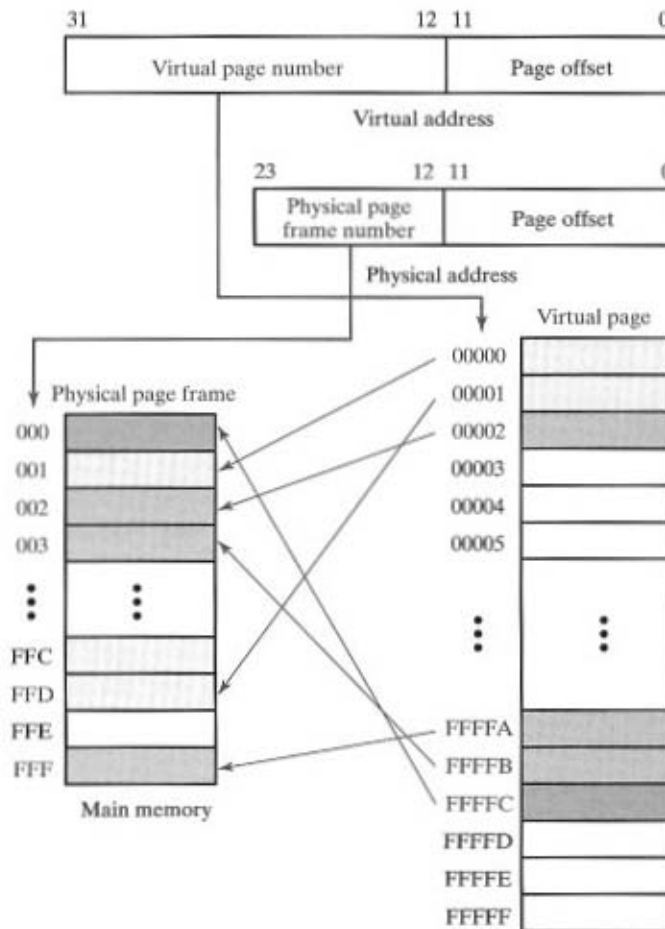 31 12 11 0
Virtual page number Page offset
Virtual address
23 12 11 0
Physical page Page offset
frame number
Physical address
Virtual page
Physical page frame
00000
00001
00002
00003
00004
00005
FFFFA
FFFFB
FFFFC
FFFFD
FFFFE
FFFFF
000
001
002
003
FFC
FFD
FFE
FFF
Main memory